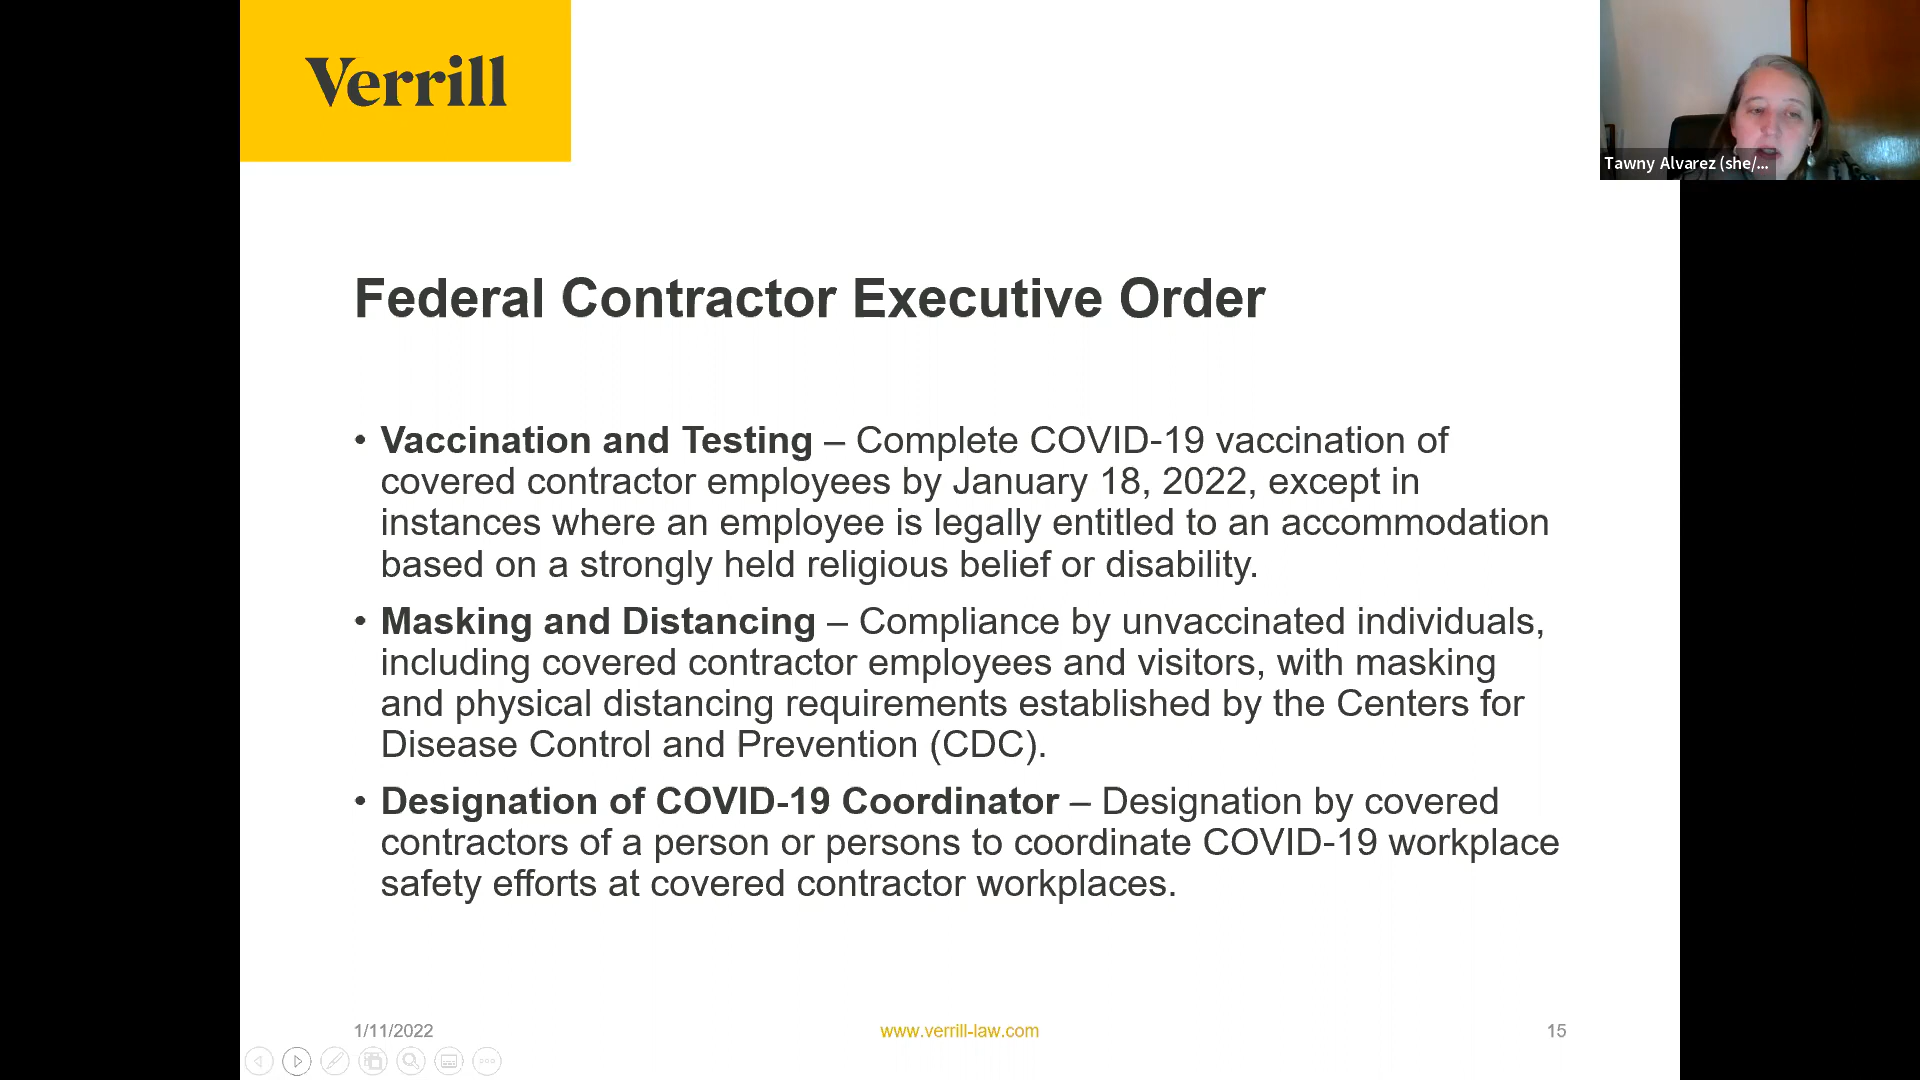 Verrill
Tawny Alvarez (she/...
Federal Contractor Executive Order
• Vaccination and Testing – Complete COVID-19 vaccination of
covered contractor employees by January 18, 2022, except in
instances where an employee is legally entitled to an accommodation
based on a strongly held religious belief or disability.
• Masking and Distancing – Compliance by unvaccinated individuals,
including covered contractor employees and visitors, with masking
and physical distancing requirements established by the Centers for
Disease Control and Prevention (CDC).
• Designation of COVID-19 Coordinator – Designation by covered
contractors of a person or persons to coordinate COVID-19 workplace
safety efforts at covered contractor workplaces.
1/11/2022
www.verrill-law.com
15